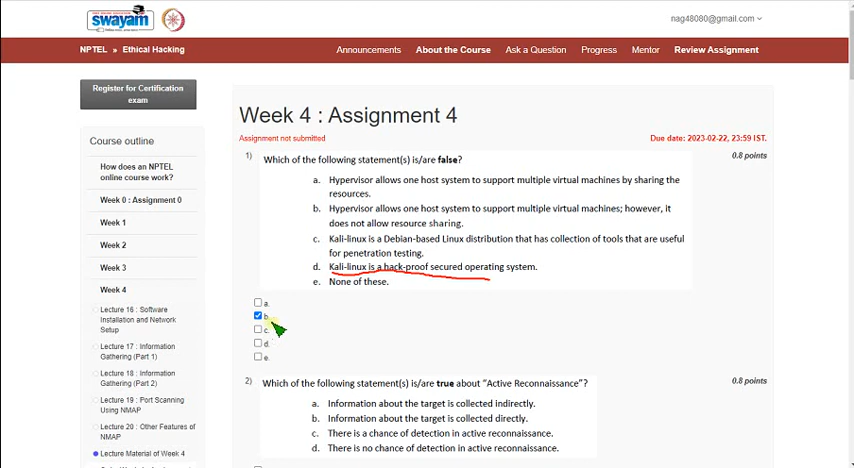 swayam
nag48080@gmail.com
NPTEL » Ethical Hacking
Announcements About the Course Ask a Question Progress Mentor Review Assignment
Register for Certification
exam
Course outline
How does an NPTEL
online course work?
Week 0 : Assignment 0
Week 1
Week 2
Week 3
Week 4
Lecture 16 : Software
Installation and Network
Setup
Lecture 17 : Information
Gathering (Part 1)
Lecture 18 : Information
Gathering (Part 2)
Lecture 19 : Port Scanning
Using NMAP
Lecture 20 : Other Features of
NMAP
Lecture Material of Week 4
Week 4 : Assignment 4
Assignment not submitted Due date: 2023-02-22, 23:59 IST.
1) Which of the following statement(s) is/are false? 0.8 points
a. Hypervisor allows one host system to support multiple virtual machines by sharing the
resources.
b. Hypervisor allows one host system to support multiple virtual machines; however, it
does not allow resource sharing.
c. Kali-linux is a Debian-based Linux distribution that has collection of tools that are useful
for penetration testing.
d. Kali-linux is a hack-proof secured operating system.
e. None of these.
a.
b.
c.
d.
e.
2) Which of the following statement(s) is/are true about “Active Reconnaissance”? 0.8 points
a. Information about the target is collected indirectly.
b. Information about the target is collected directly.
c. There is a chance of detection in active reconnaissance.
d. There is no chance of detection in active reconnaissance.